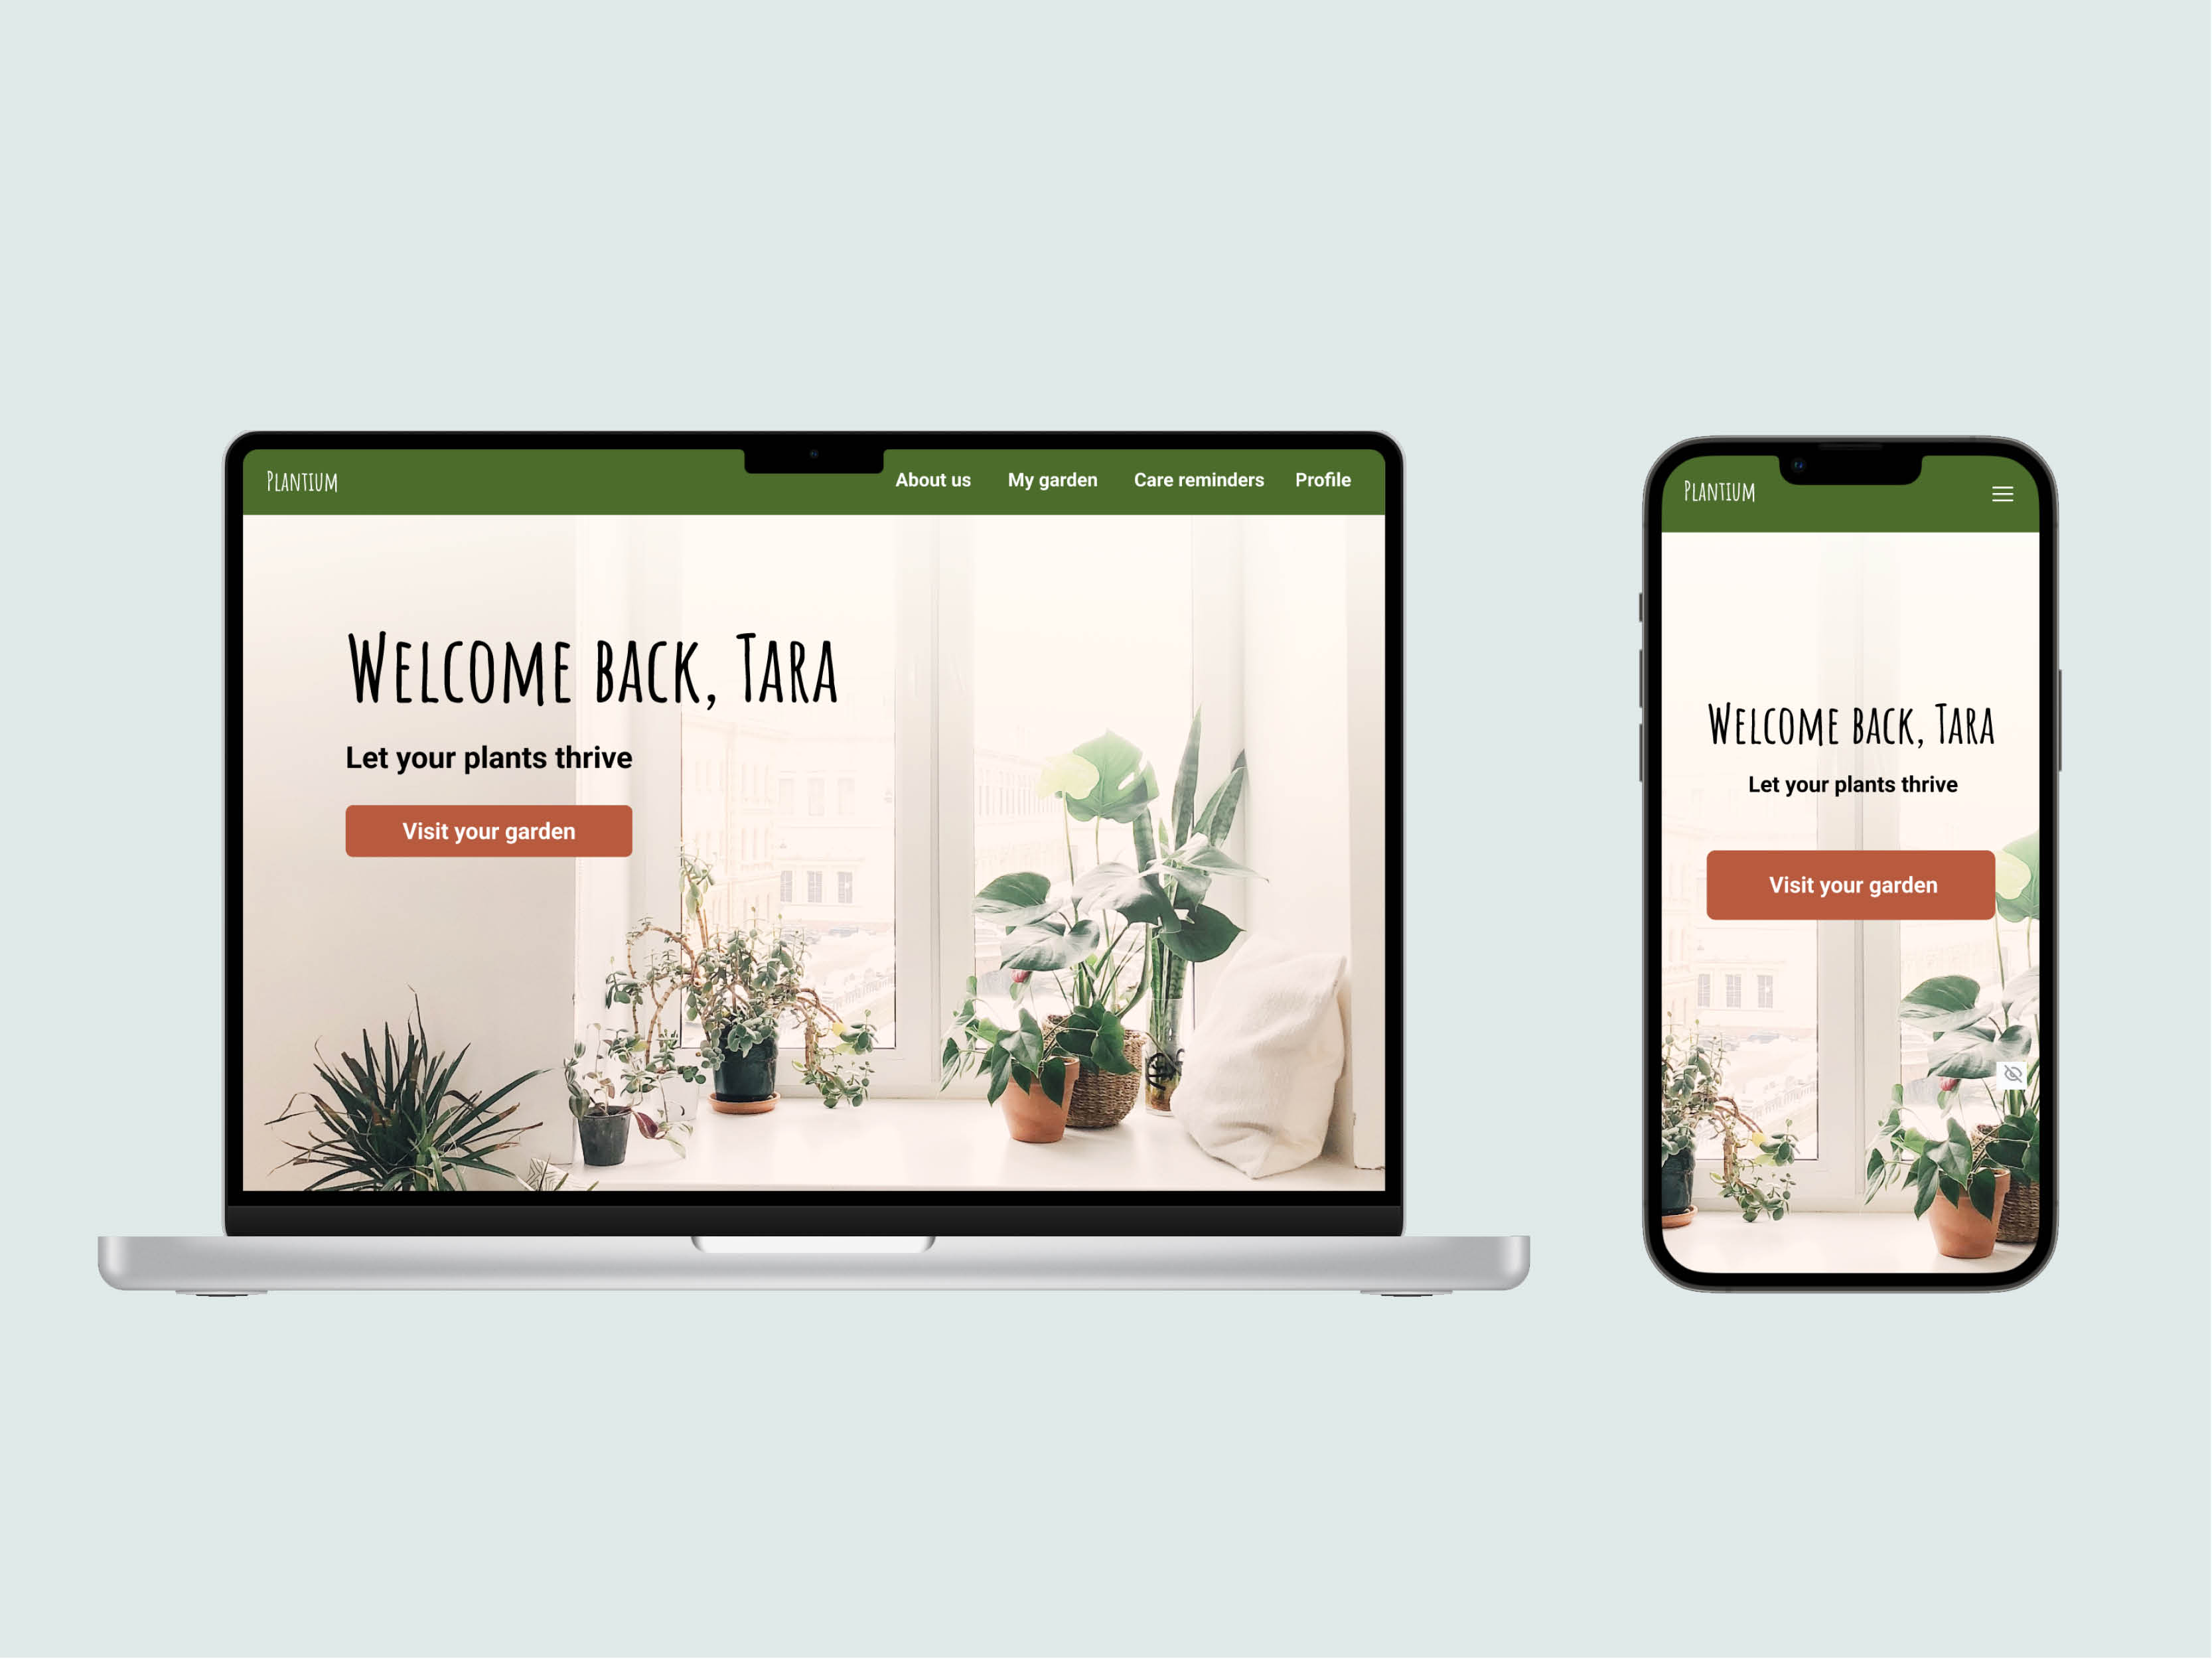 Plantium
About us
My garden
Care reminders
Profile
Welcome back, Tara
Let your plants thrive
Visit your garden
Plantium
Welcome back, Tara
Let your plants thrive
Visit your garden